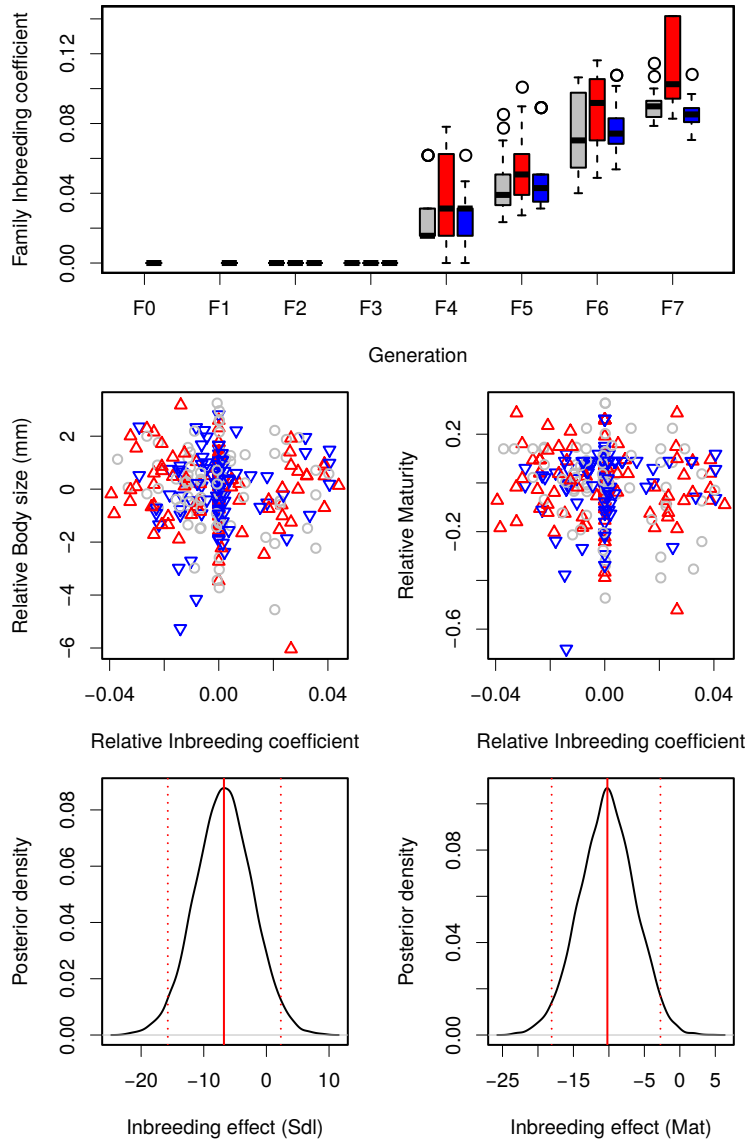 Family Inbreeding coefficient
0.00 0.04 0.08 0.12
F0 F1 F2 F3 F4 F5 F6 F7
Generation
Relative Body size (mm)
−6 −4 −2 0 2
−0.04 0.00 0.04
Relative Inbreeding coefficient
Relative Maturity
−0.6 −0.2 0.2
−0.04 0.00 0.04
Relative Inbreeding coefficient
Posterior density
0.00 0.02 0.04 0.06 0.08
−20 −10 0 10
Inbreeding effect (Sdl)
Posterior density
0.00 0.04 0.08
−25 −15 −5 0 5
Inbreeding effect (Mat)